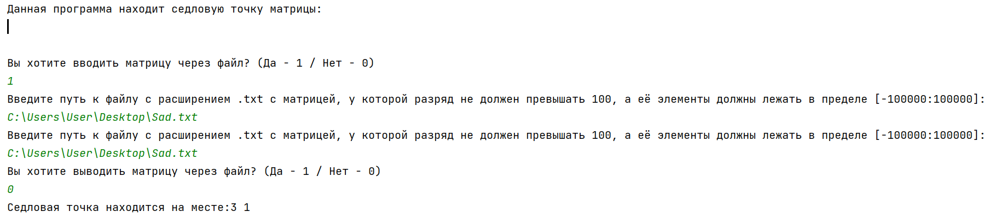 Данная программа находит седловую точку матрицы:
Вы хотите вводить матрицу через файл? (Да - 1 / Нет - 0)
1
Введите путь к файлу с расширением .txt с матрицей, у которой разряд не должен превышать 100, а её элементы должны лежать в пределе [-100000:100000]:
C:\Users\User\Desktop\Sad.txt
Введите путь к файлу с расширением .txt с матрицей, у которой разряд не должен превышать 100, а её элементы должны лежать в пределе [-100000:100000]:
C:\Users\User\Desktop\Sad.txt
Вы хотите выводить матрицу через файл? (Да - 1 / Нет - 0)
0
Седловая точка находится на месте:3 1